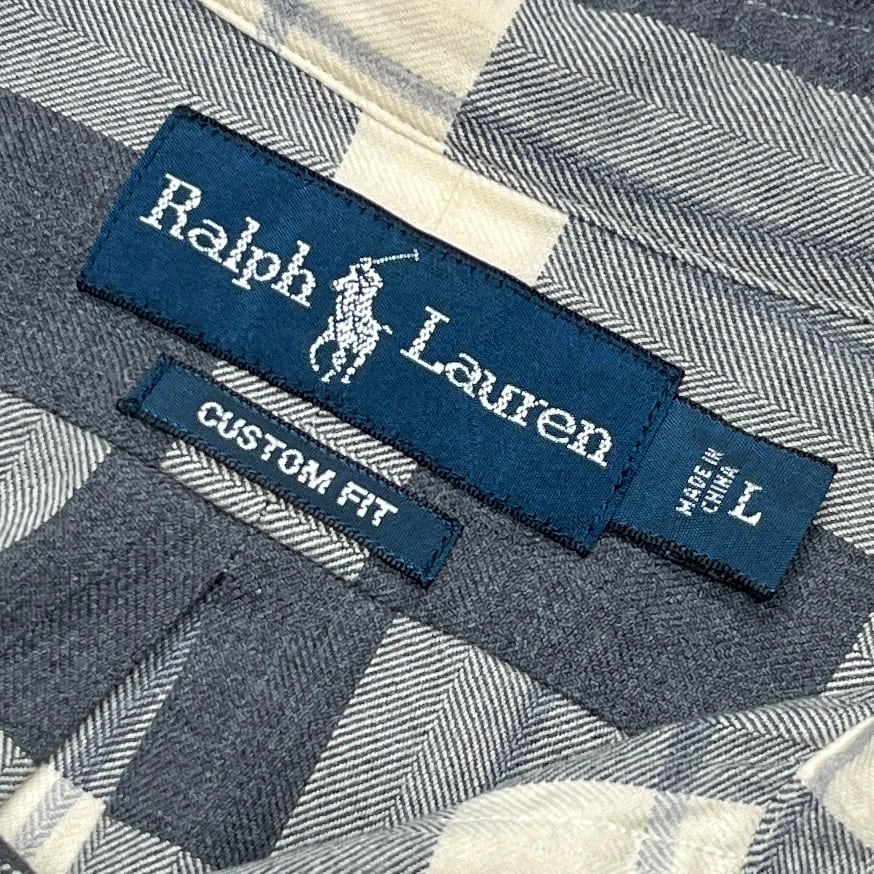 Ralph Lauren
CUSTOM FIT
MADE IN
CHINA
L